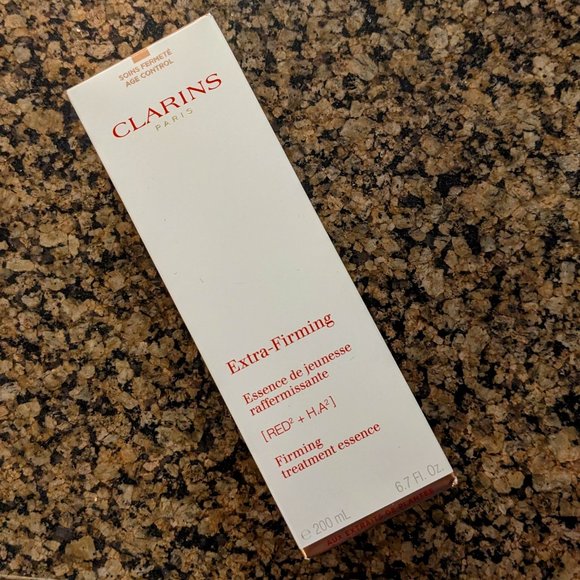 SOINS FERMETÉ
AGE CONTROL
CLARINS
PARIS
Extra-Firming
Essence de jeunesse
raffermissante
[RED² + H.A²]
Firming
treatment essence
e 200 mL 6.7 Fl. Oz.